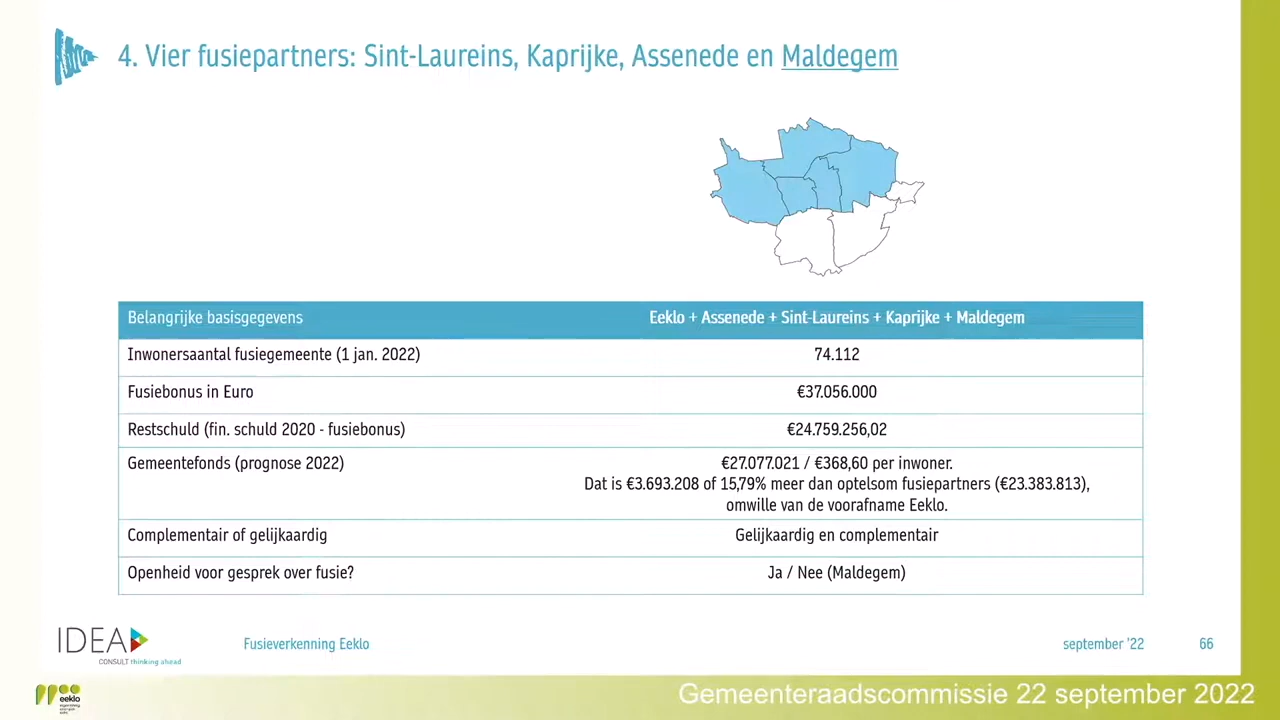 4. Vier fusiepartners: Sint-Laureins, Kaprijke, Assenede en Maldegem
Belangrijke basisgegevens
Eeklo + Assenede + Sint-Laureins + Kaprijke + Maldegem
Inwonersaantal fusiegemeente (1 jan. 2022)
74.112
Fusiebonus in Euro
€37.056.000
Restschuld (fin. schuld 2020 - fusiebonus)
€24.759.256,02
Gemeentefonds (prognose 2022)
€27.077.021 / €368,60 per inwoner.
Dat is €3.693.208 of 15,79% meer dan optelsom fusiepartners (€23.383.813),
omwille van de voorafname Eeklo.
Complementair of gelijkaardig
Gelijkaardig en complementair
Openheid voor gesprek over fusie?
Ja / Nee (Maldegem)
IDEA
CONSULT thinking ahead
Fusieverkenning Eeklo
september '22
66
eeklo
Gemeenteraadscommissie 22 september 2022